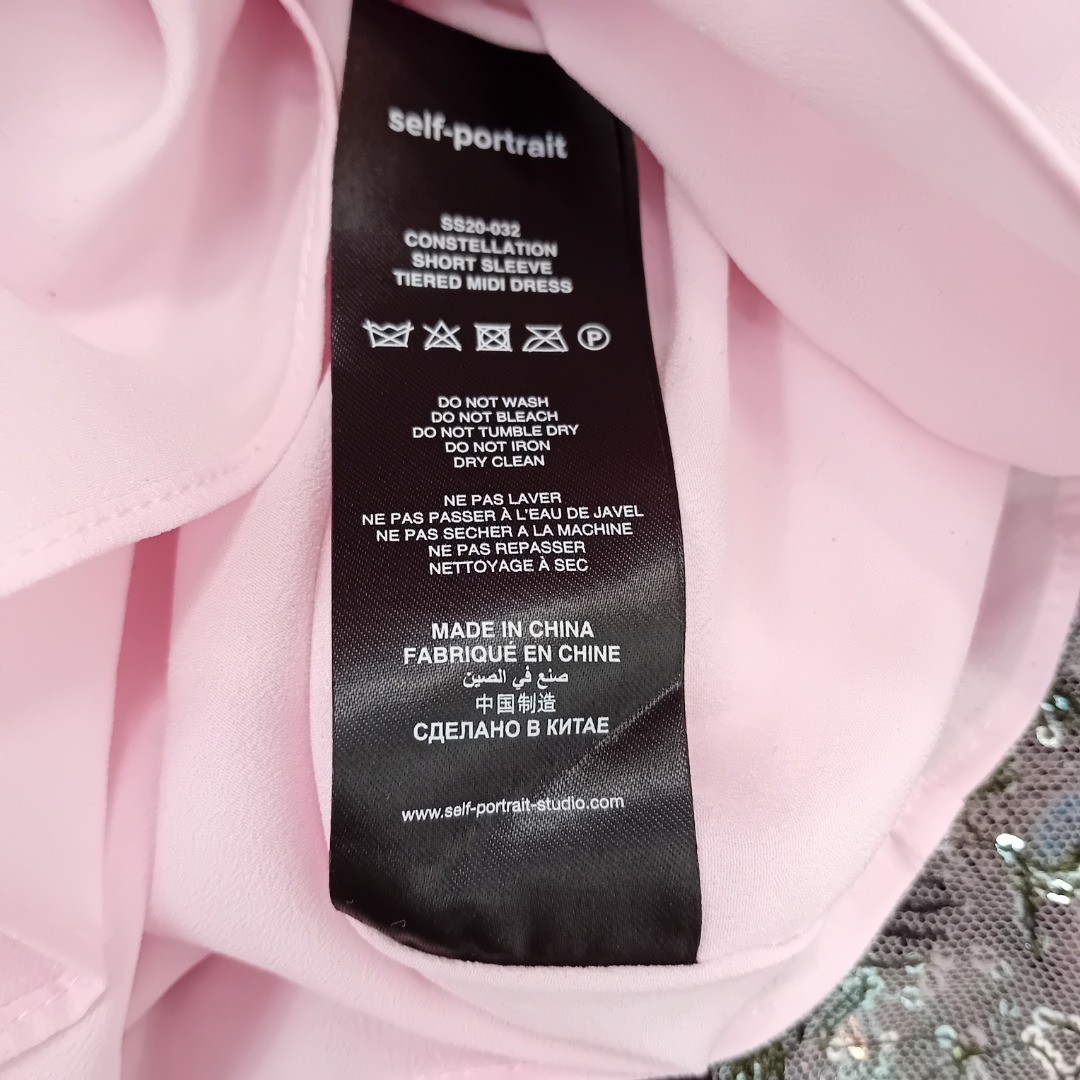 self-portrait
SS20-032
CONSTELLATION
SHORT SLEEVE
TIERED MIDI DRESS
P
DO NOT WASH
DO NOT BLEACH
DO NOT TUMBLE DRY
DO NOT IRON
DRY CLEAN
NE PAS LAVER
NE PAS PASSER À L'EAU DE JAVEL
NE PAS SECHER A LA MACHINE
NE PAS REPASSER
NETTOYAGE À SEC
MADE IN CHINA
FABRIQUÉ EN CHINE
صنع في الصين
中国制造
СДЕЛАНО В КИТАЕ
www.self-portrait-studio.com